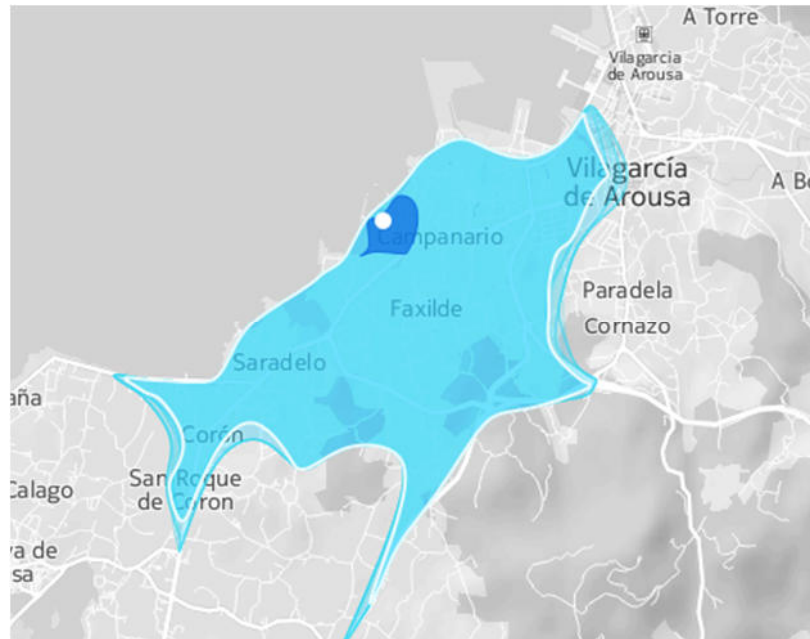 A Torre
Vilagarcia
de Arousa
Vilagarcía
de Arousa
A Be
Campanario
Paradela
Faxilde
Cornazo
Saradelo
aña
Corón
San Roque
de Coron
Calago
va de
sa